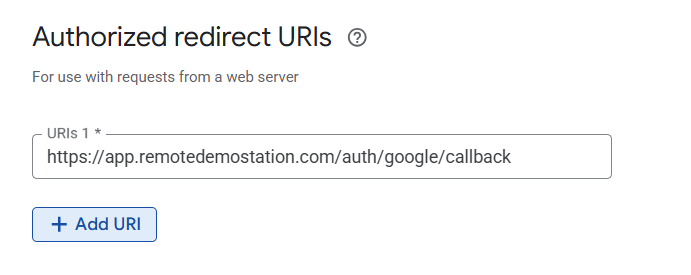 Authorized redirect URIs
For use with requests from a web server
URIs 1 *
https://app.remotedemostation.com/auth/google/callback
+ Add URI